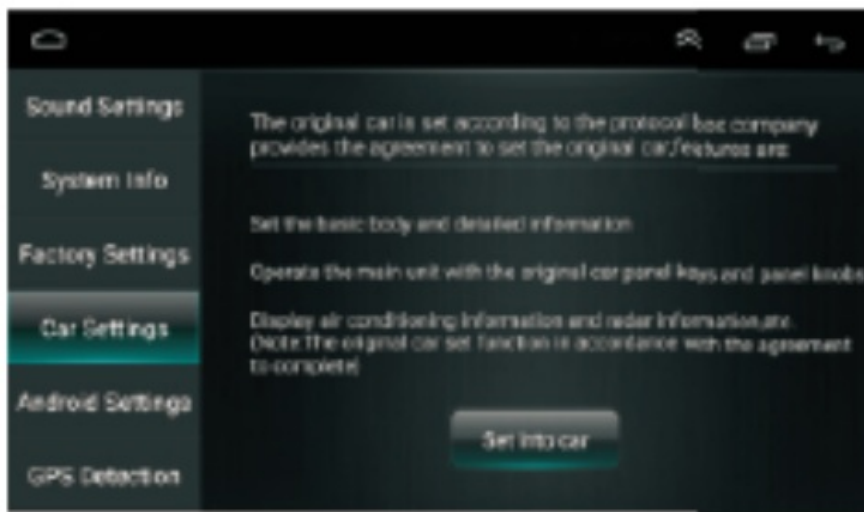 Sound Settings
System Info
Factory Settings
Car Settings
Android Settings
GPS Detection
The original car is set according to the protocol box company
provides the agreement to set the original car,features are:
Set the basic body and detailed information
Operate the main unit with the original car panel keys and panel knobs
Display air conditioning information and radar information,etc.
(Note:The original car set function in accordance with the agreement
to complete)
Set into car